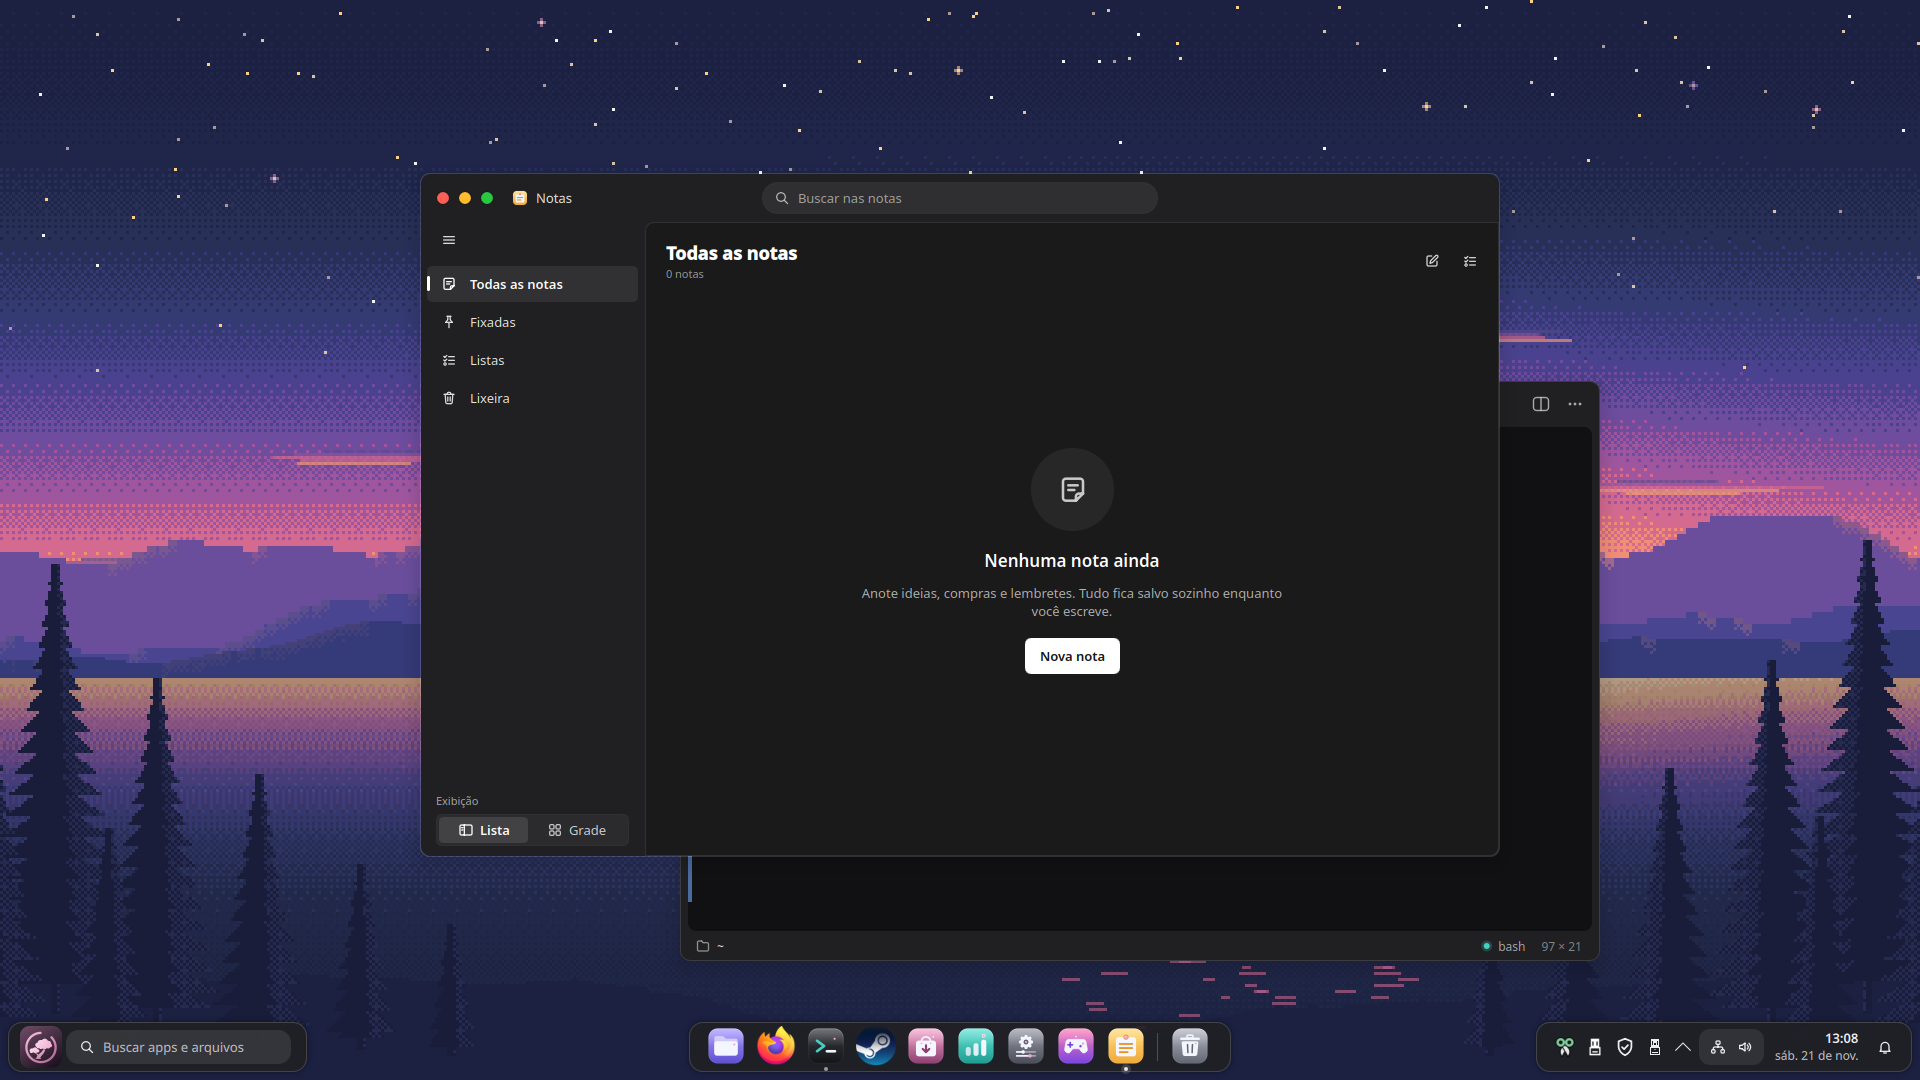 Notas
Buscar nas notas
Todas as notas
Fixadas
Listas
Lixeira
Exibição
Lista
Grade
Todas as notas
0 notas
Nenhuma nota ainda
Anote ideias, compras e lembretes. Tudo fica salvo sozinho enquanto
você escreve.
Nova nota
~
bash
97 × 21
Buscar apps e arquivos
13:08
sáb. 21 de nov.